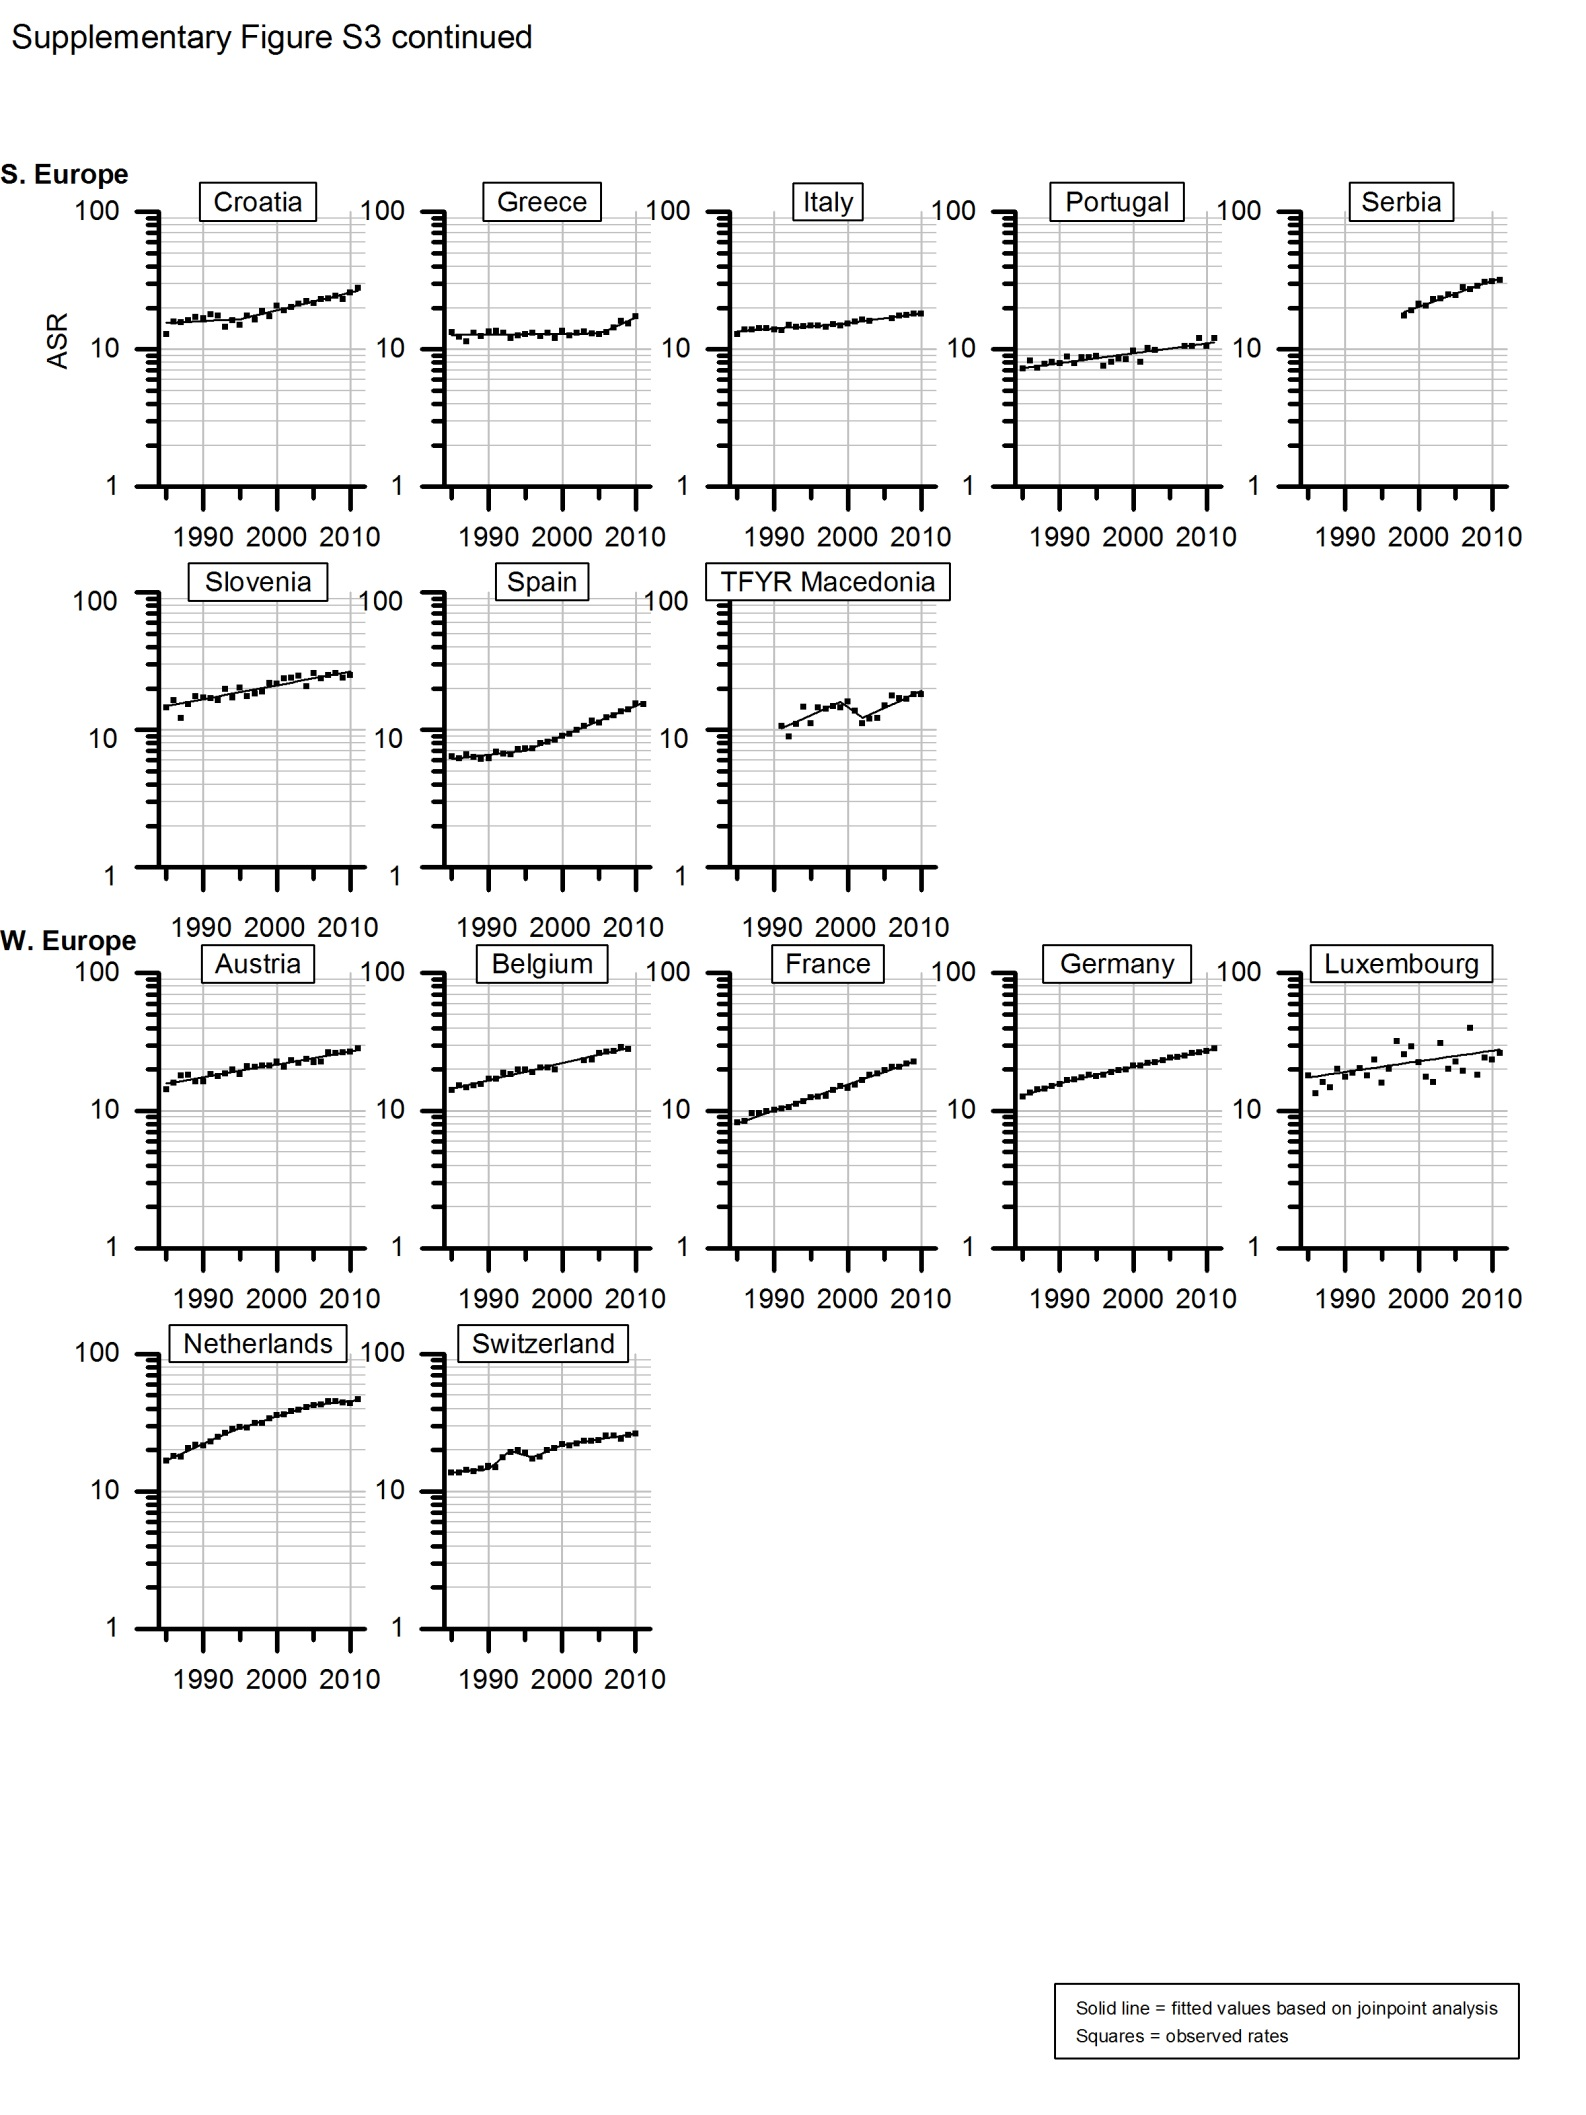 Supplementary Figure S3 continued
S. Europe
Croatia Greece Italy Portugal Serbia
100 100 100 100 100
ASR
10 10 10 10 10
1 1 1 1 1
1990 2000 2010 1990 2000 2010 1990 2000 2010 1990 2000 2010 1990 2000 2010
Slovenia Spain TFYR Macedonia
100 100 100
10 10 10
1 1 1
1990 2000 2010 1990 2000 2010 1990 2000 2010
W. Europe
Austria Belgium France Germany Luxembourg
100 100 100 100 100
10 10 10 10 10
1 1 1 1 1
1990 2000 2010 1990 2000 2010 1990 2000 2010 1990 2000 2010 1990 2000 2010
Netherlands Switzerland
100 100
10 10
1 1
1990 2000 2010 1990 2000 2010
Solid line = fitted values based on joinpoint analysis
Squares = observed rates